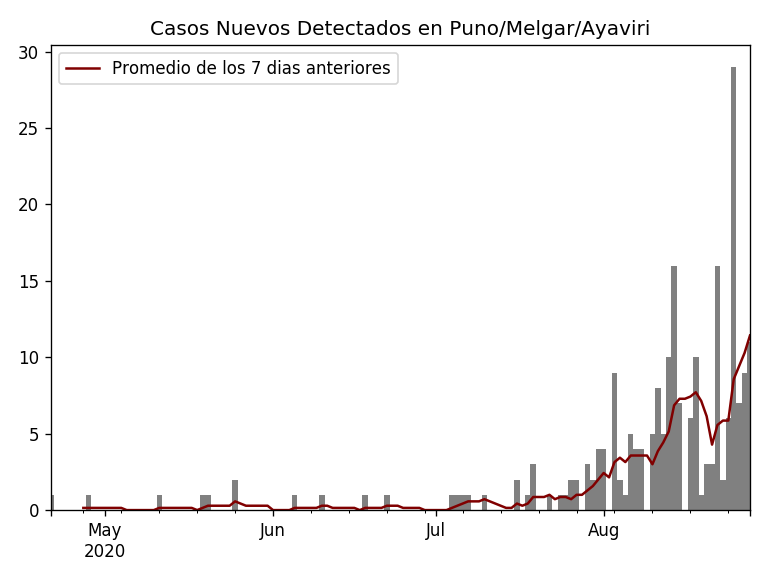 Casos Nuevos Detectados en Puno/Melgar/Ayaviri
Promedio de los 7 dias anteriores
30
25
20
15
10
5
0
May Jun Jul Aug
2020